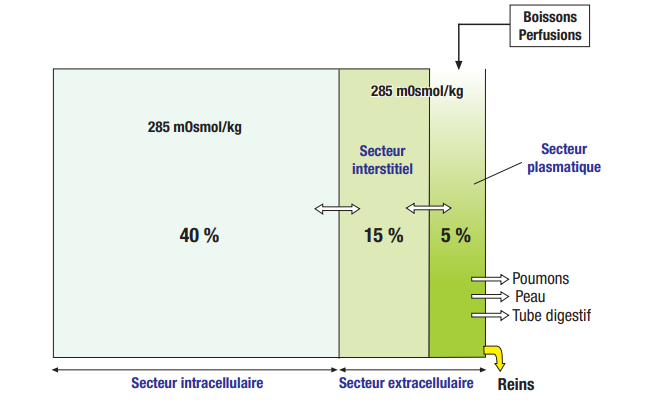 Boissons
Perfusions
285 mOsmol/kg
285 mOsmol/kg
Secteur
interstitiel
Secteur
plasmatique
40 %
15 %
5 %
Poumons
Peau
Tube digestif
Secteur intracellulaire
Secteur extracellulaire
Reins